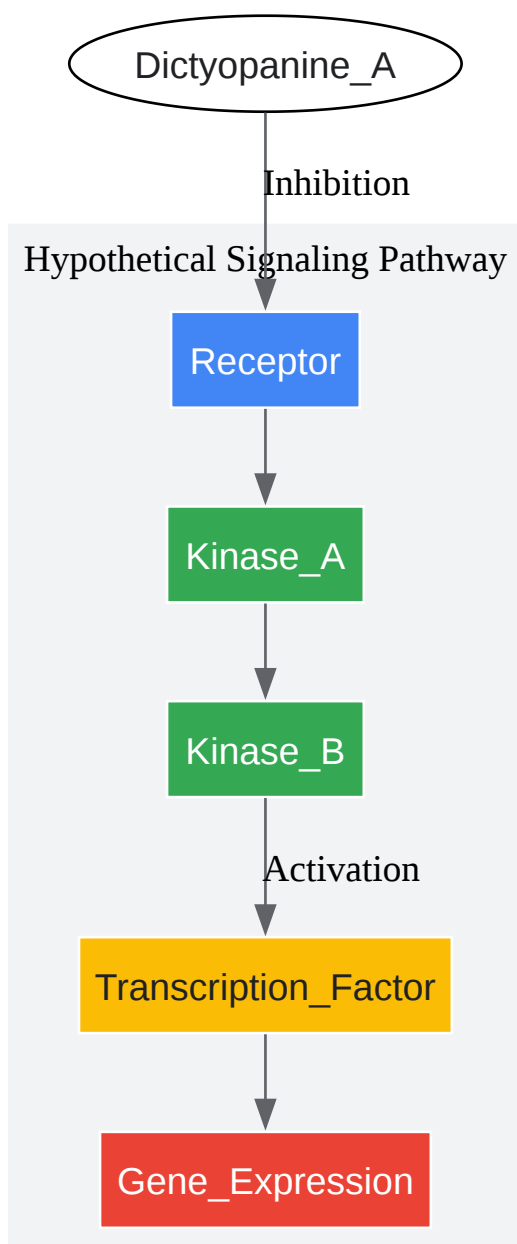 Dictyopanine_A
Inhibition
Hypothetical Signaling Pathway
Receptor
Kinase_A
Kinase_B
Activation
Transcription_Factor
Gene_Expression